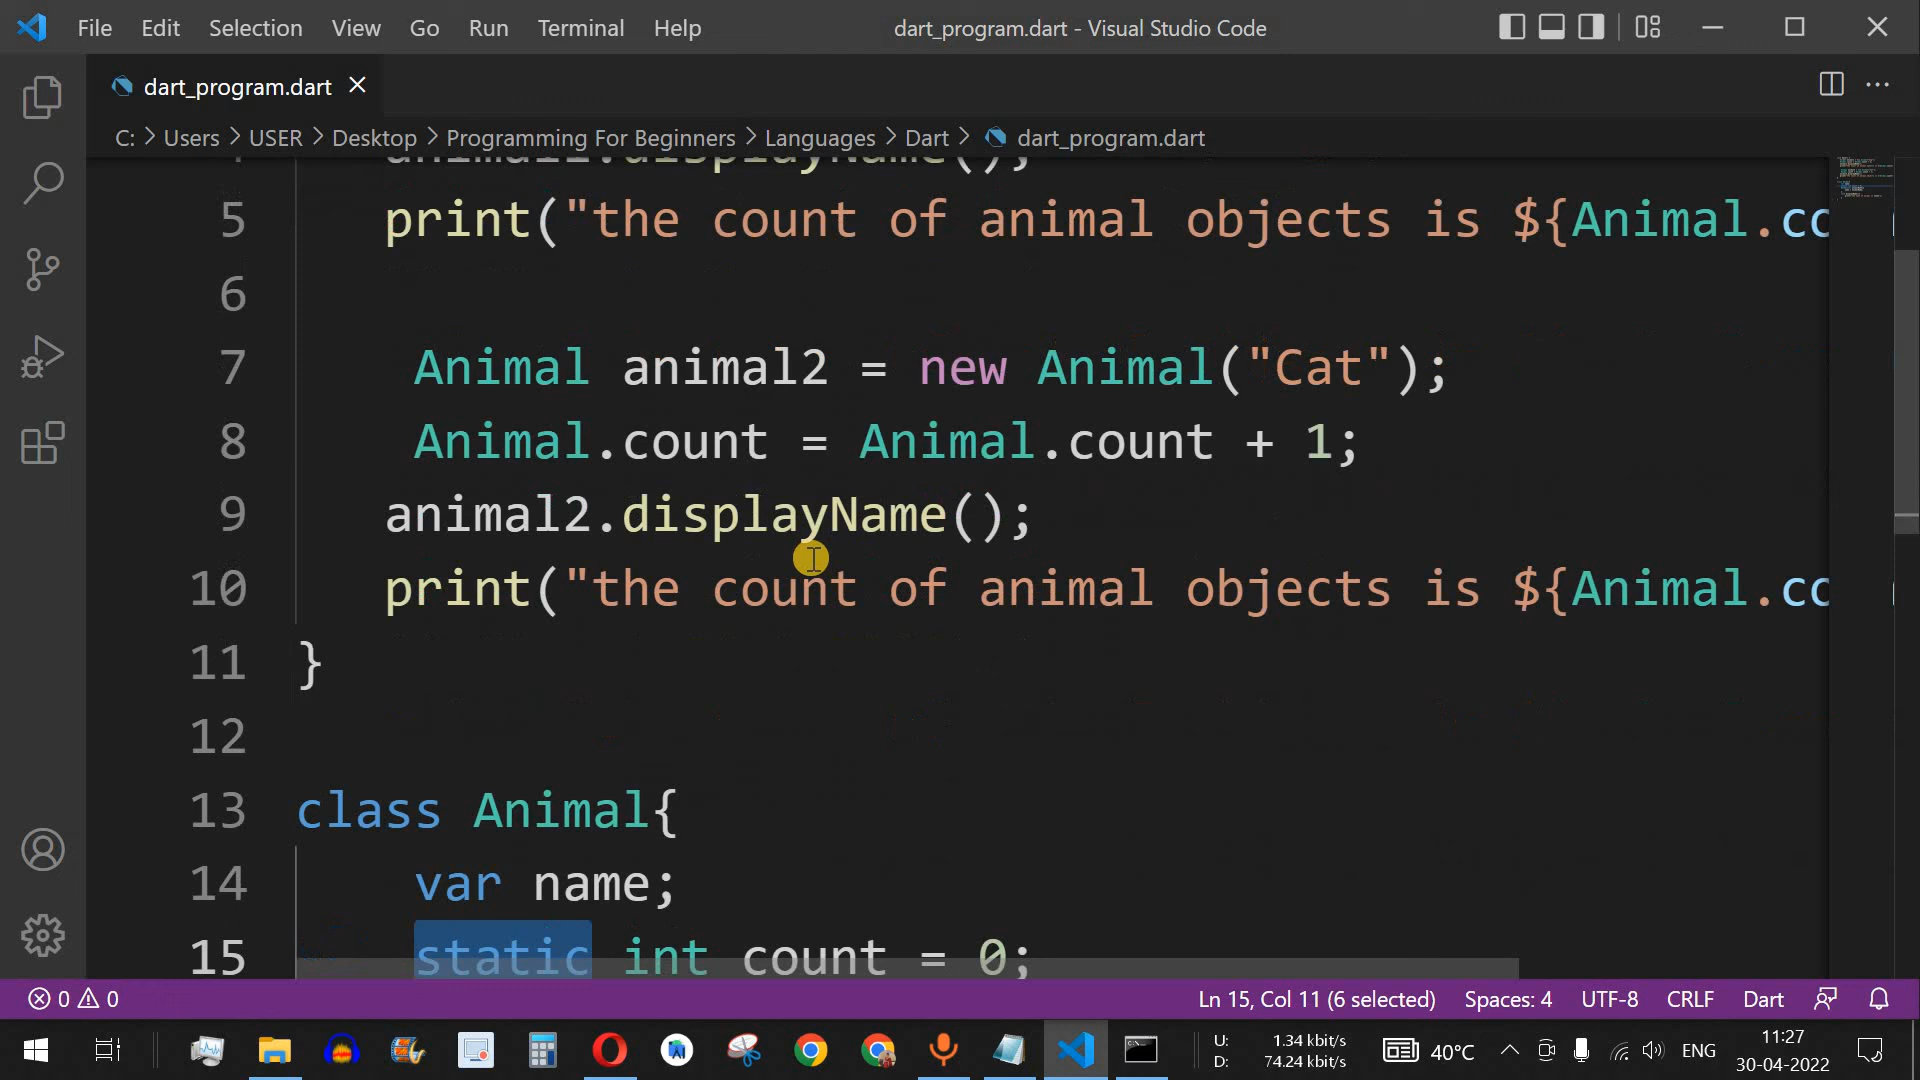 File Edit Selection View Go Run Terminal Help dart_program.dart - Visual Studio Code
dart_program.dart
C: > Users > USER > Desktop > Programming For Beginners > Languages > Dart > dart_program.dart
5 print("the count of animal objects is ${Animal.co
6
7 Animal animal2 = new Animal("Cat");
8 Animal.count = Animal.count + 1;
9 animal2.displayName();
10 print("the count of animal objects is ${Animal.co
11 }
12
13 class Animal{
14 var name;
15 static int count = 0;
0 0 Ln 15, Col 11 (6 selected) Spaces: 4 UTF-8 CRLF Dart
U: 1.34 kbit/s
D: 74.24 kbit/s
40°C ENG
11:27
30-04-2022